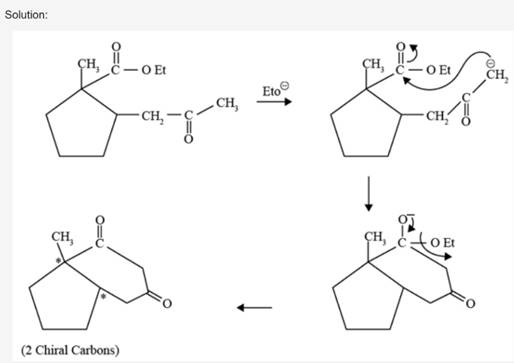 Solution:
O
CH3 C — O Et
CH2 — C
CH3
O
Eto⊖
O
CH3 C — O Et
⊖
CH2
C
CH2
O
O
CH3 C
* *
O
(2 Chiral Carbons)
O⁻
CH3 C — O Et
O